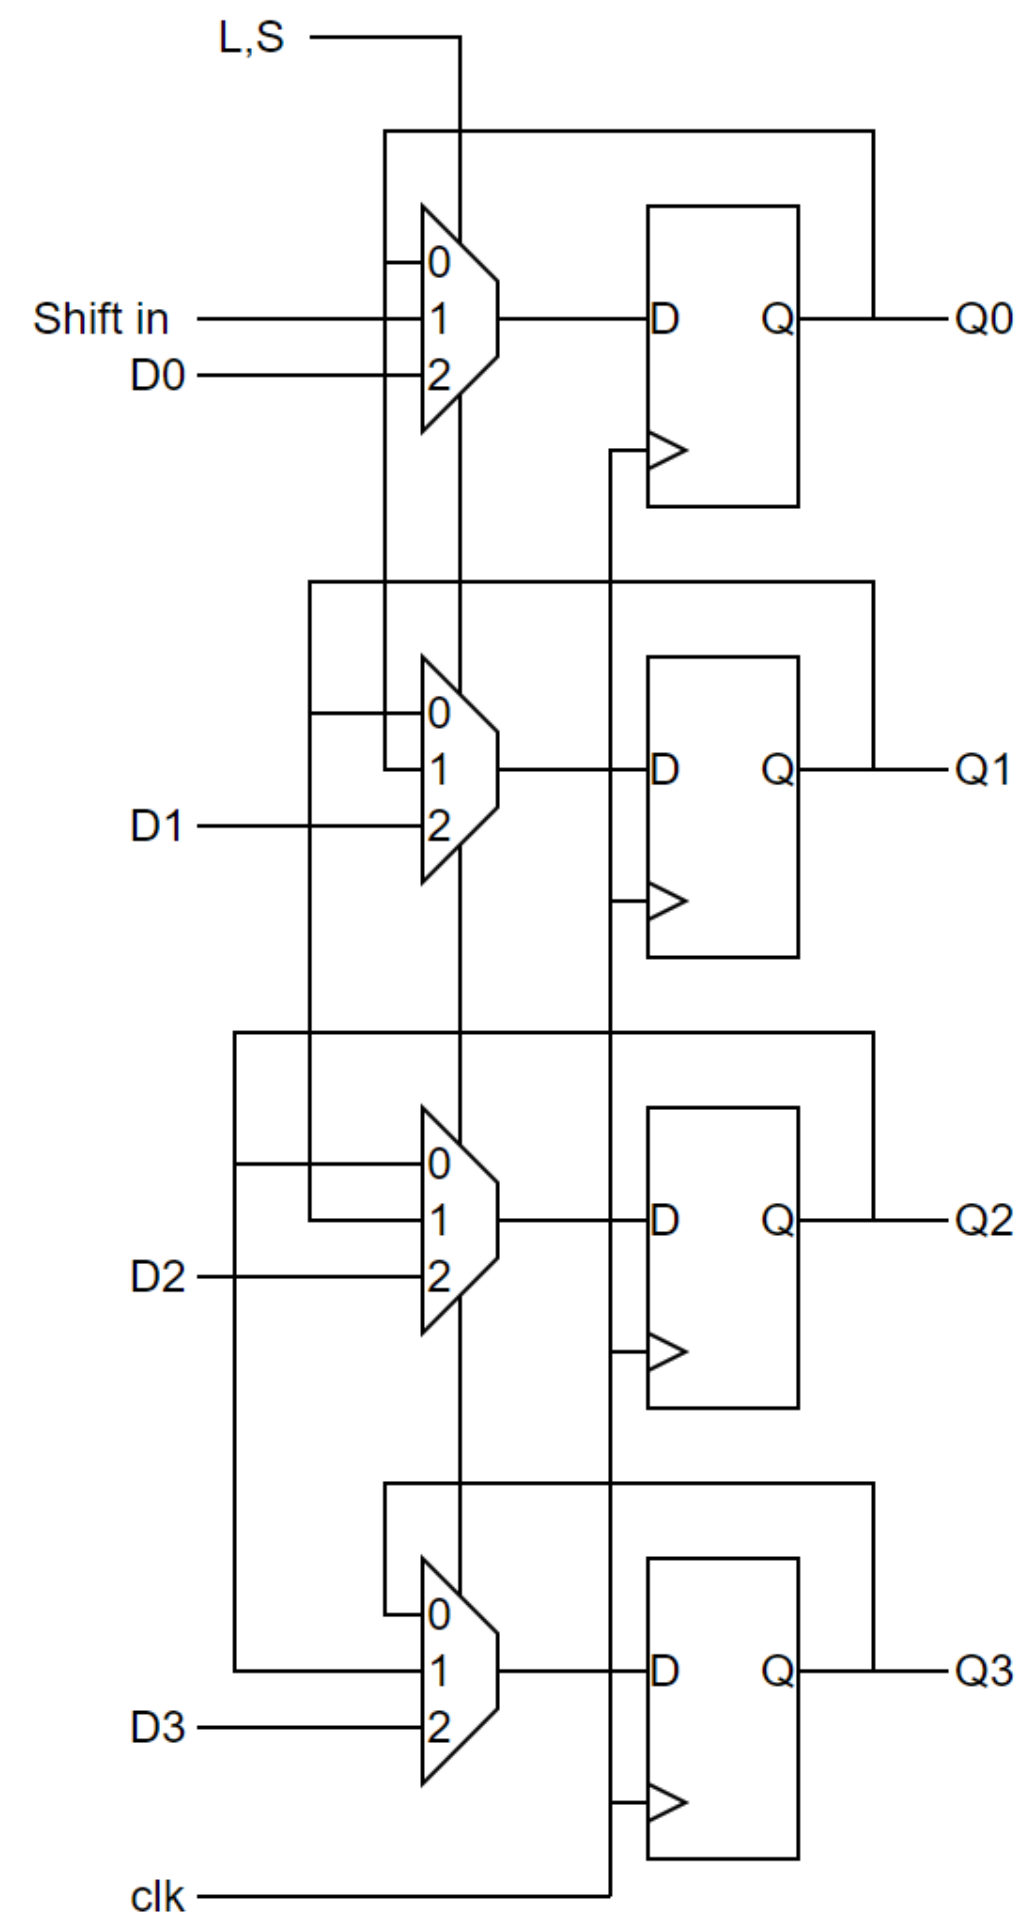 L,S
0
Shift in 1 D Q Q0
D0 2
0
1 D Q Q1
D1 2
0
1 D Q Q2
D2 2
0
1 D Q Q3
D3 2
clk